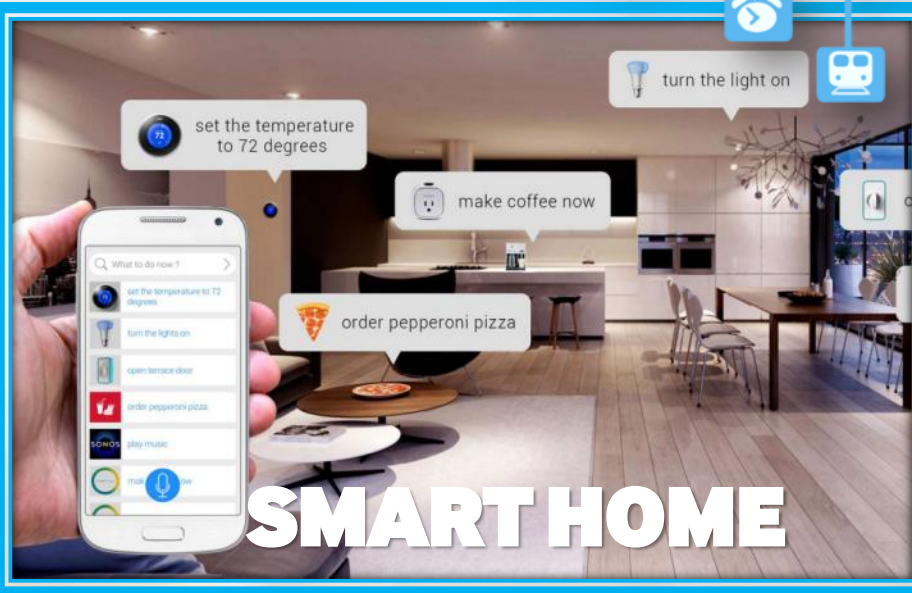 turn the light on
set the temperature
to 72 degrees
72
make coffee now
order pepperoni pizza
What to do now ?
set the temperature to 72
degrees
turn the lights on
open terrace door
order pepperoni pizza
SONOS
play music
SMART HOME